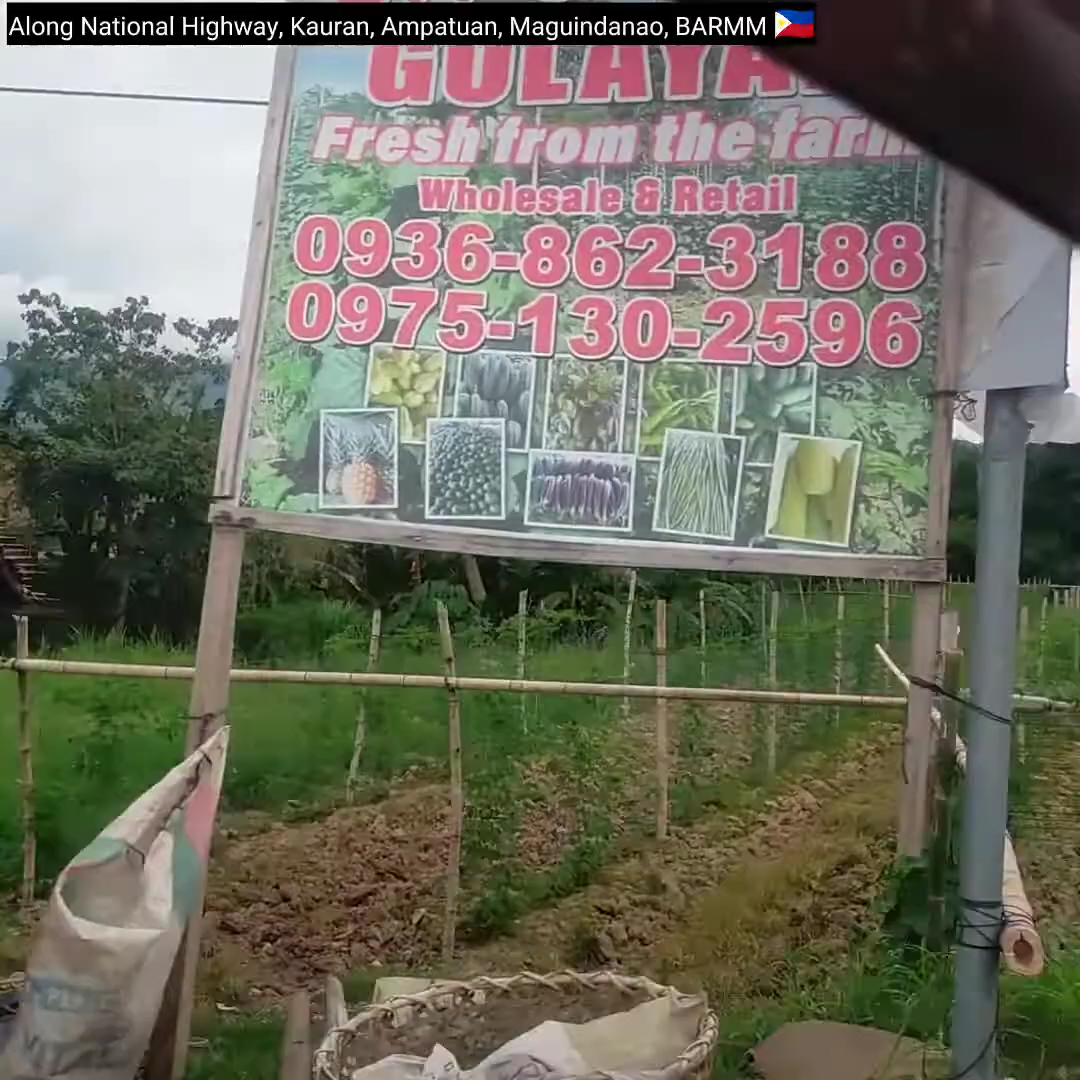 Along National Highway, Kauran, Ampatuan, Maguindanao, BARMM 🇵🇭
Fresh from the farm
Wholesale & Retail
0936-862-3188
0975-130-2596